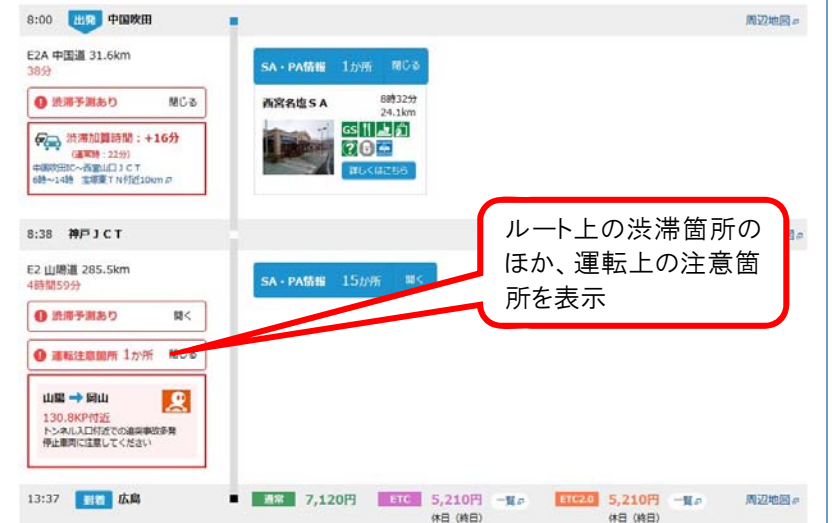 8:00 出発 中国吹田 周辺地図
E2A 中国道 31.6km
38分
渋滞予測あり 閉じる
渋滞加算時間：+16分
(通常時：22分)
中国吹田IC～西宮山口ＪＣＴ
6時～14時 宝塚東ＴＮ付近10km
SA・PA情報 1か所 閉じる
西宮名塩ＳＡ 8時32分
24.1km
GS
詳しくはこちら
8:38 神戸ＪＣＴ
E2 山陽道 285.5km
4時間59分
渋滞予測あり 開く
SA・PA情報 15か所 開く
運転注意箇所 1か所 閉じる
ルート上の渋滞箇所の
ほか、運転上の注意箇
所を表示
山陽 → 岡山
130.8KP付近
トンネル入口付近での追突事故多発
停止車両に注意してください
13:37 到着 広島 通常 7,120円 ETC 5,210円 一覧 ETC2.0 5,210円 一覧 周辺地図
休日（終日） 休日（終日）